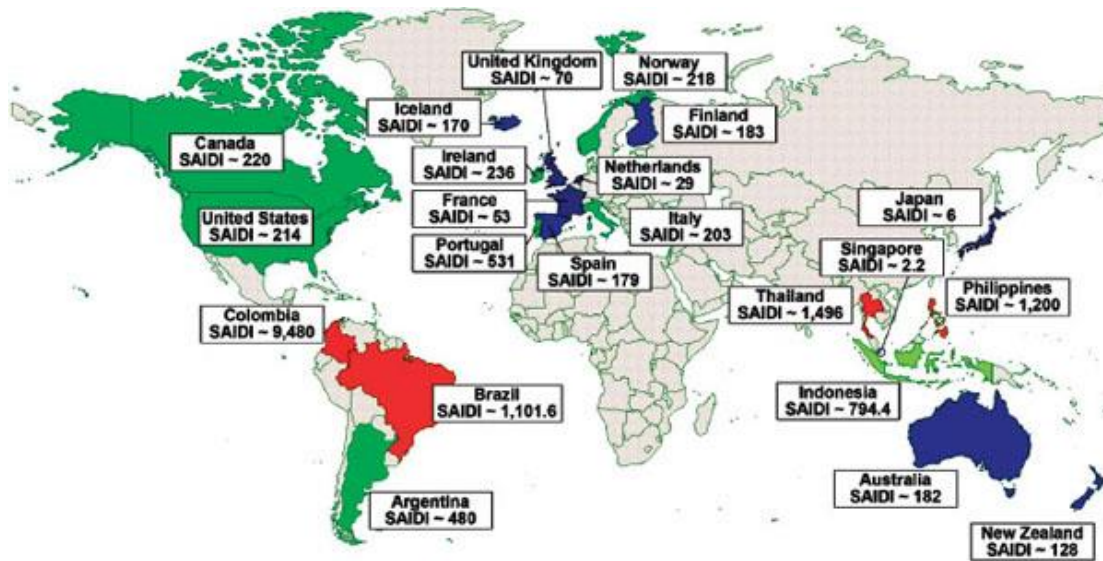 United Kingdom
SAIDI ~ 70
Norway
SAIDI ~ 218
Iceland
SAIDI ~ 170
Finland
SAIDI ~ 183
Canada
SAIDI ~ 220
Ireland
SAIDI ~ 236
Netherlands
SAIDI ~ 29
France
SAIDI ~ 53
Japan
SAIDI ~ 6
United States
SAIDI ~ 214
Italy
SAIDI ~ 203
Portugal
SAIDI ~ 531
Singapore
SAIDI ~ 2.2
Spain
SAIDI ~ 179
Thailand
SAIDI ~ 1,496
Philippines
SAIDI ~ 1,200
Colombia
SAIDI ~ 9,480
Brazil
SAIDI ~ 1,101.6
Indonesia
SAIDI ~ 794.4
Australia
SAIDI ~ 182
Argentina
SAIDI ~ 480
New Zealand
SAIDI ~ 128